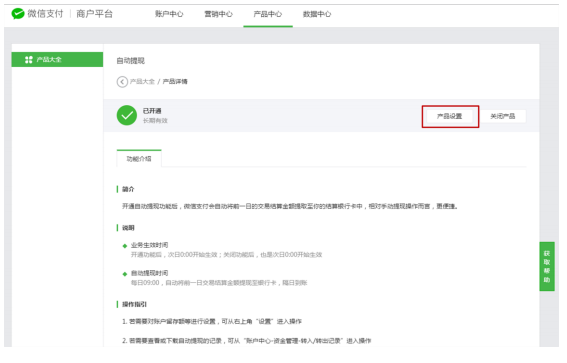 微信支付 | 商户平台
账户中心 营销中心 产品中心 数据中心
产品大全
自动提现
产品大全 / 产品详情
已开通
长期有效
产品设置 关闭产品
功能介绍
简介
开通自动提现功能后，微信支付会自动将前一日的交易结算金额提取至你的结算银行卡中，相对手动提现操作而言，更便捷。
说明
业务生效时间
开通功能后，次日0:00开始生效；关闭功能后，也是次日0:00开始生效
自动提现时间
每日09:00，自动将前一日交易结算金额提现至银行卡，隔日到账
操作指引
1. 若需要对账户留存额等进行设置，可从右上角“设置”进入操作
2. 若需要查看或下载自动提现的记录，可从“账户中心-资金管理-转入/转出记录”进入操作
获取帮助